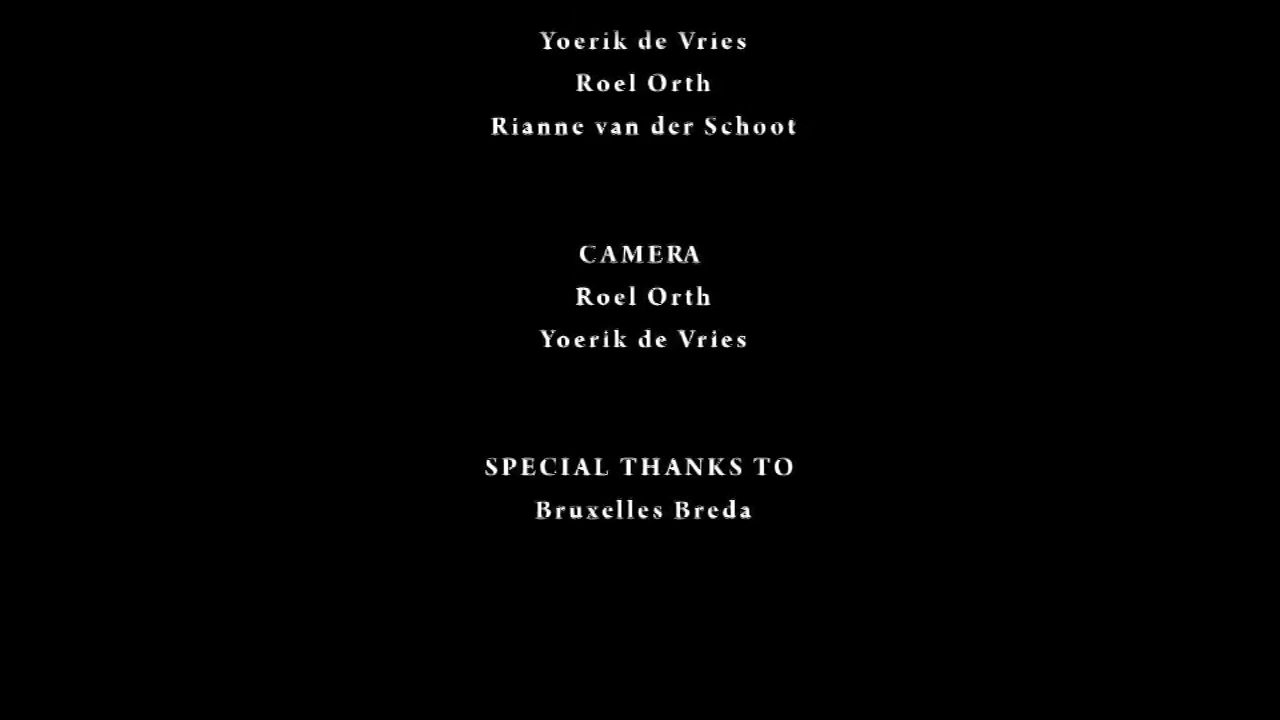 Yoerik de Vries
Roel Orth
Rianne van der Schoot
CAMERA
Roel Orth
Yoerik de Vries
SPECIAL THANKS TO
Bruxelles Breda